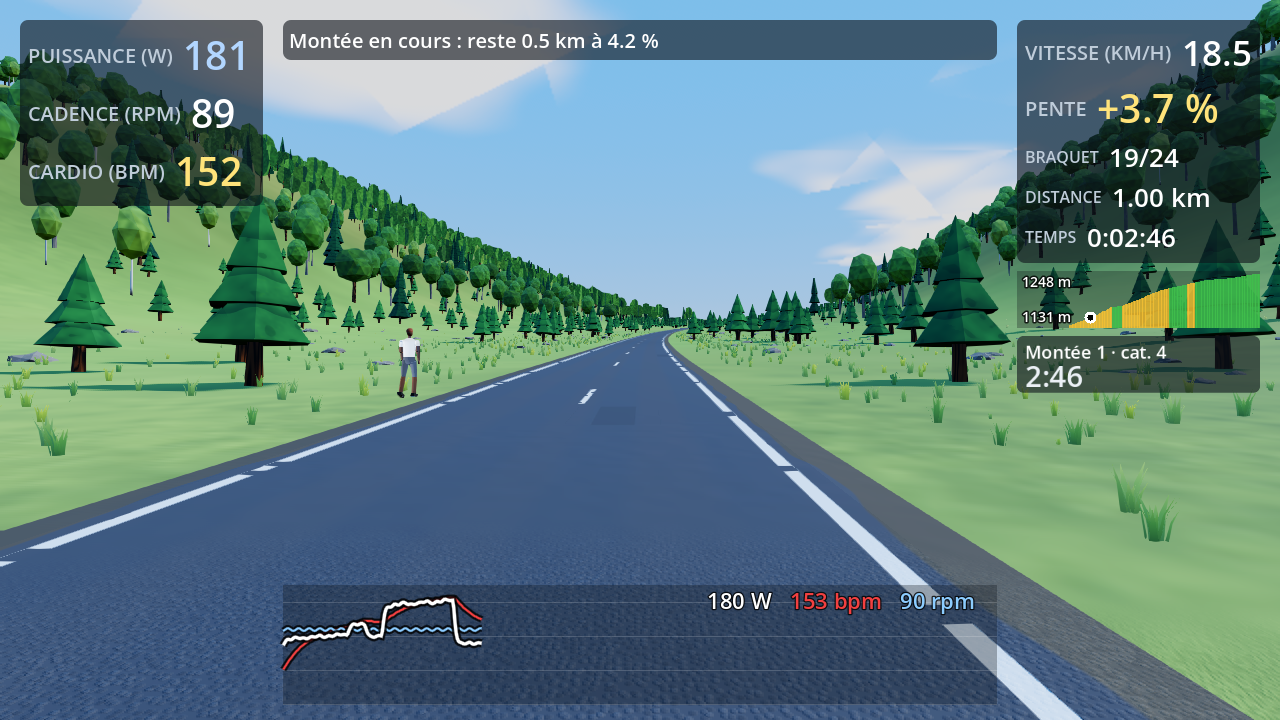 PUISSANCE (W) 181
CADENCE (RPM) 89
CARDIO (BPM) 152
Montée en cours : reste 0.5 km à 4.2 %
VITESSE (KM/H) 18.5
PENTE +3.7 %
BRAQUET 19/24
DISTANCE 1.00 km
TEMPS 0:02:46
1248 m
1131 m
Montée 1 · cat. 4
2:46
180 W 153 bpm 90 rpm